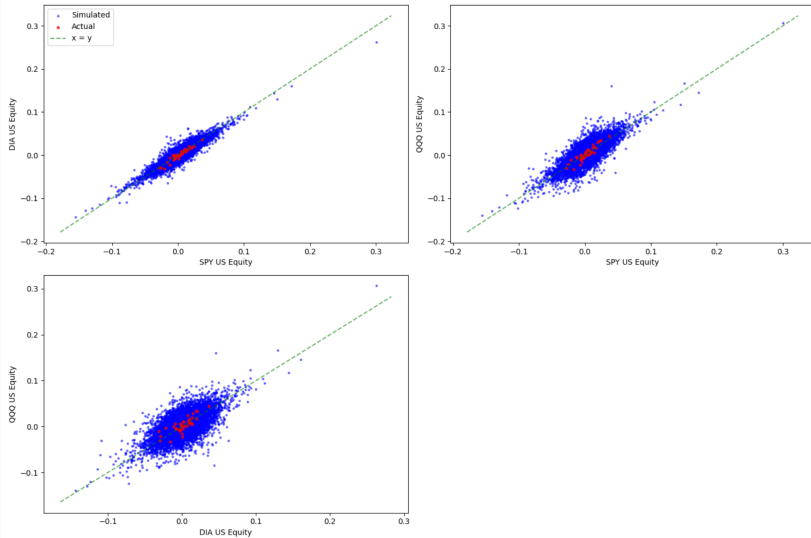 Simulated
Actual
x = y
0.3
0.2
0.1
0.0
−0.1
−0.2
DIA US Equity
−0.2 −0.1 0.0 0.1 0.2 0.3
SPY US Equity
0.3
0.2
0.1
0.0
−0.1
−0.2
QQQ US Equity
−0.2 −0.1 0.0 0.1 0.2 0.3
SPY US Equity
0.3
0.2
0.1
0.0
−0.1
QQQ US Equity
−0.1 0.0 0.1 0.2 0.3
DIA US Equity